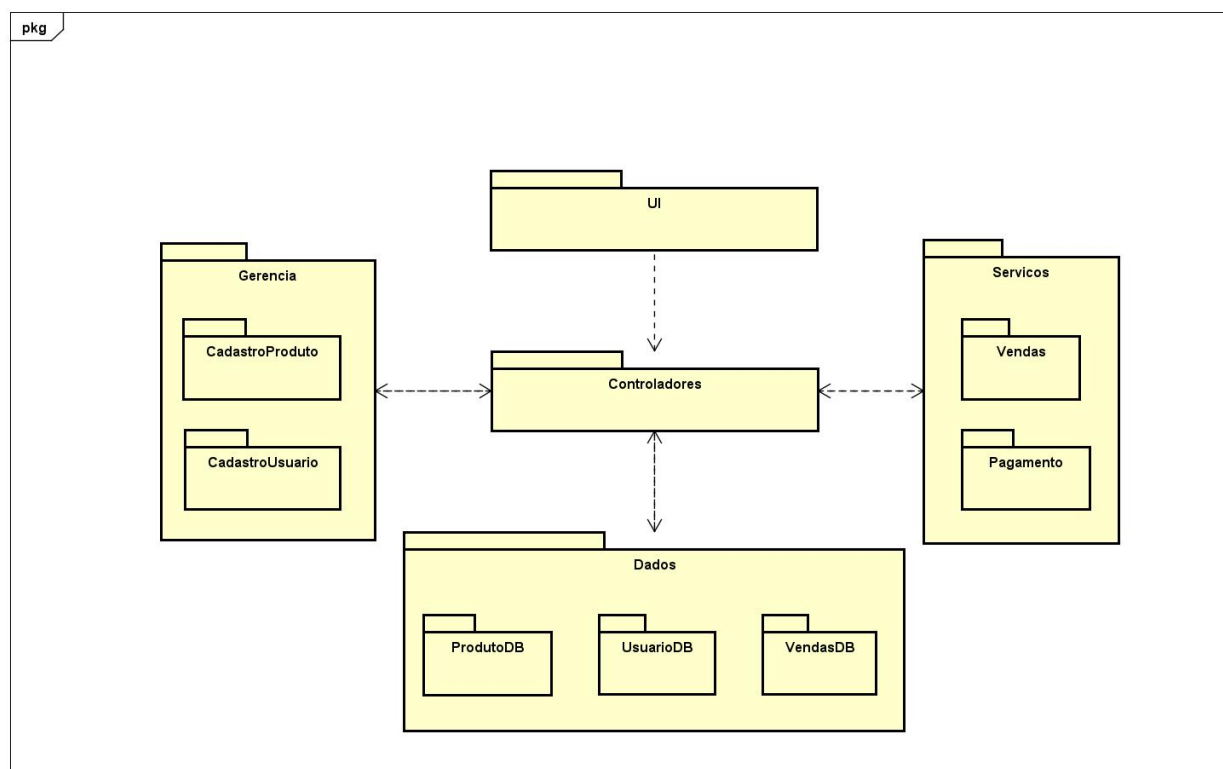 pkg
UI
Gerencia
CadastroProduto
CadastroUsuario
Controladores
Servicos
Vendas
Pagamento
Dados
ProdutoDB
UsuarioDB
VendasDB